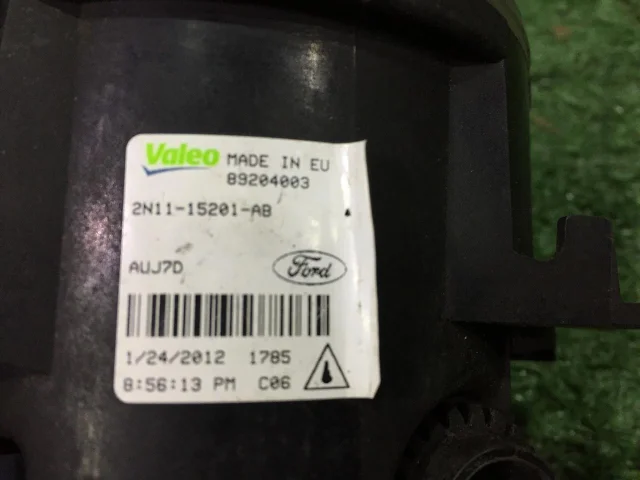 Valeo MADE IN EU
89204003
2N11-15201-AB
AUJ7D Ford
1/24/2012 1785
8:56:13 PM C06